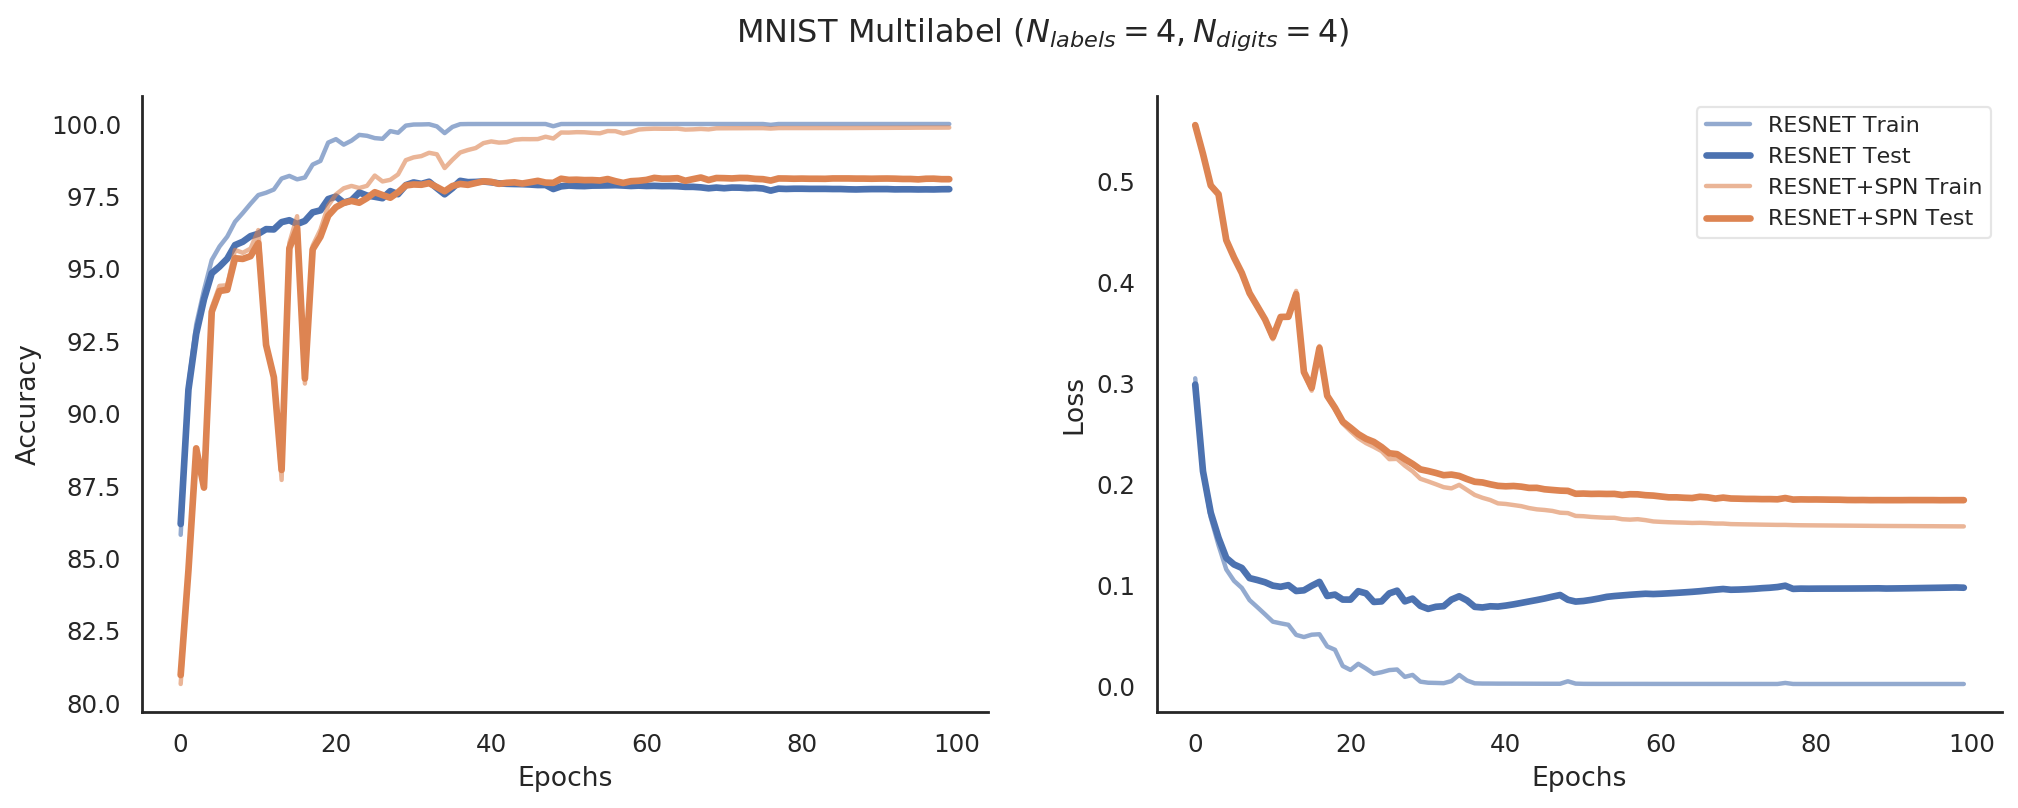 MNIST Multilabel (N_labels = 4, N_digits = 4)
Accuracy
100.0
97.5
95.0
92.5
90.0
87.5
85.0
82.5
80.0
0 20 40 60 80 100
Epochs
Loss
0.5
0.4
0.3
0.2
0.1
0.0
0 20 40 60 80 100
Epochs
RESNET Train
RESNET Test
RESNET+SPN Train
RESNET+SPN Test